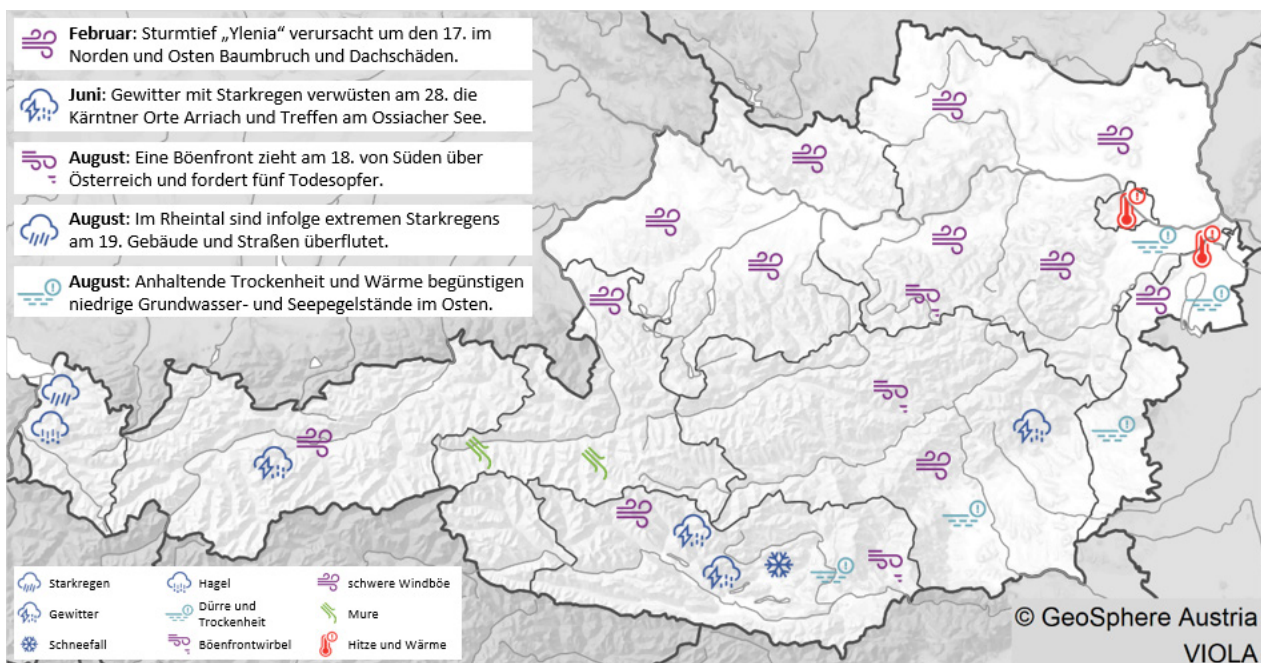 Februar: Sturmtief „Ylenia“ verursacht um den 17. im
Norden und Osten Baumbruch und Dachschäden.
Juni: Gewitter mit Starkregen verwüsten am 28. die
Kärntner Orte Arriach und Treffen am Ossiacher See.
August: Eine Böenfront zieht am 18. von Süden über
Österreich und fordert fünf Todesopfer.
August: Im Rheintal sind infolge extremen Starkregens
am 19. Gebäude und Straßen überflutet.
August: Anhaltende Trockenheit und Wärme begünstigen
niedrige Grundwasser- und Seepegelstände im Osten.
Starkregen
Hagel
schwere Windböe
Gewitter
Dürre und
Trockenheit
Mure
Schneefall
Böenfrontwirbel
Hitze und Wärme
© GeoSphere Austria
VIOLA